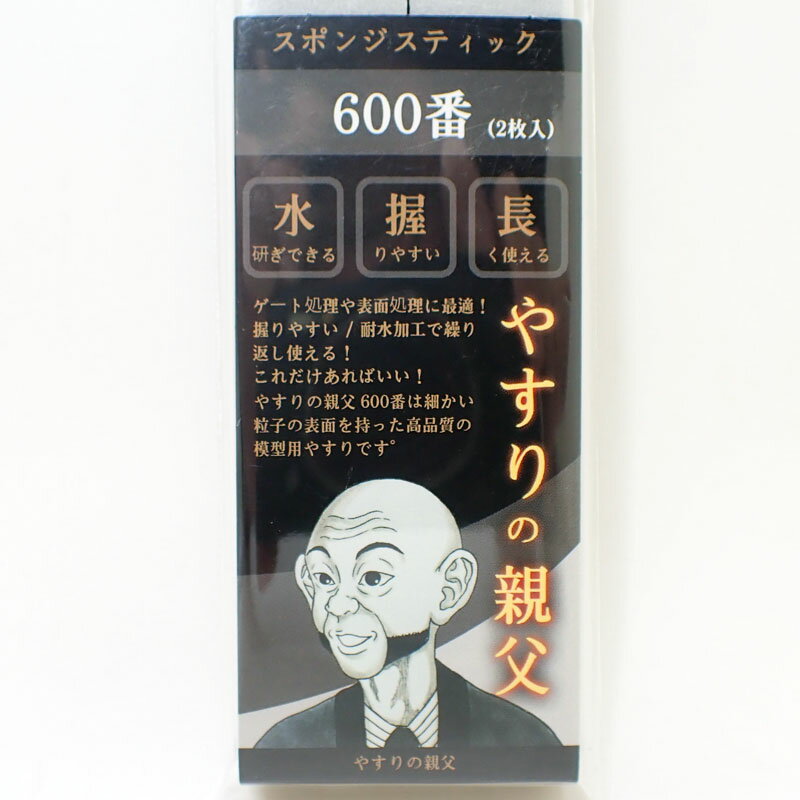 スポンジスティック
600番 (2枚入)
水 握 長
研ぎできる りやすい く使える
ゲート処理や表面処理に最適!
握りやすい / 耐水加工で繰り
返し使える!
これだけあればいい!
やすりの親父 600番は細かい
粒子の表面を持った高品質の
模型用やすりです。
やすりの親父
やすりの親父